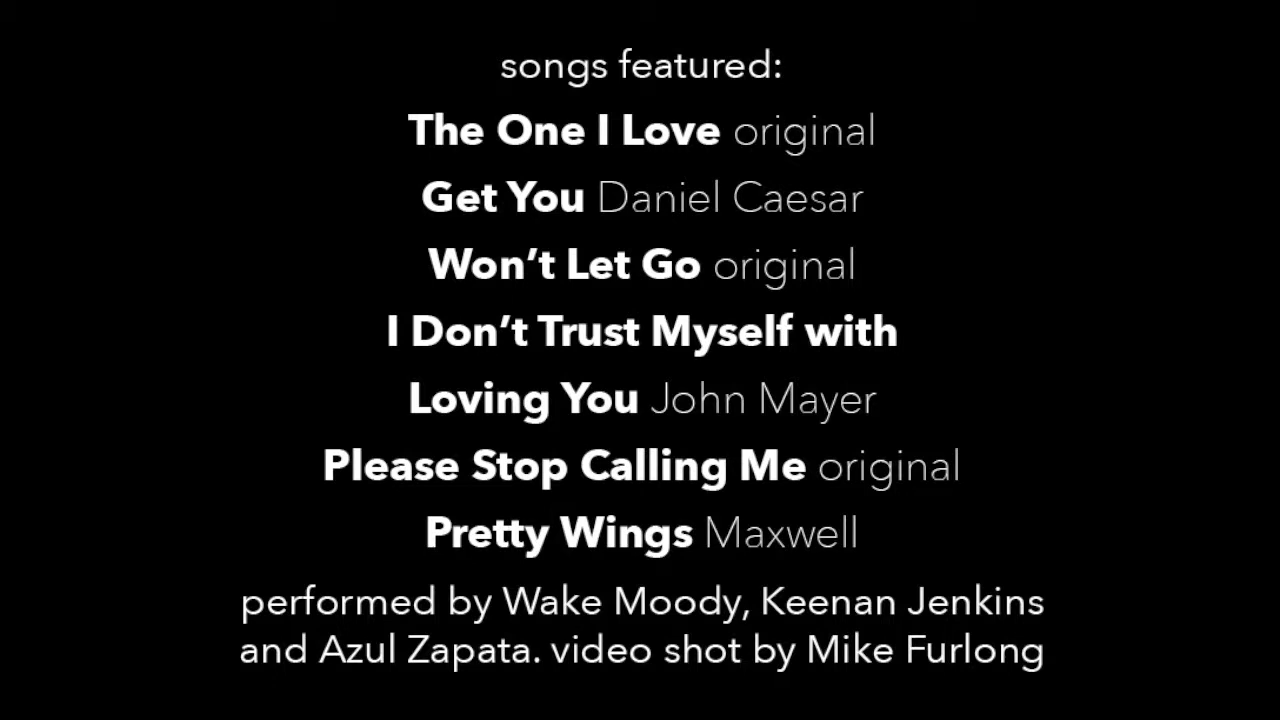 songs featured:
The One I Love original
Get You Daniel Caesar
Won’t Let Go original
I Don’t Trust Myself with
Loving You John Mayer
Please Stop Calling Me original
Pretty Wings Maxwell
performed by Wake Moody, Keenan Jenkins
and Azul Zapata. video shot by Mike Furlong